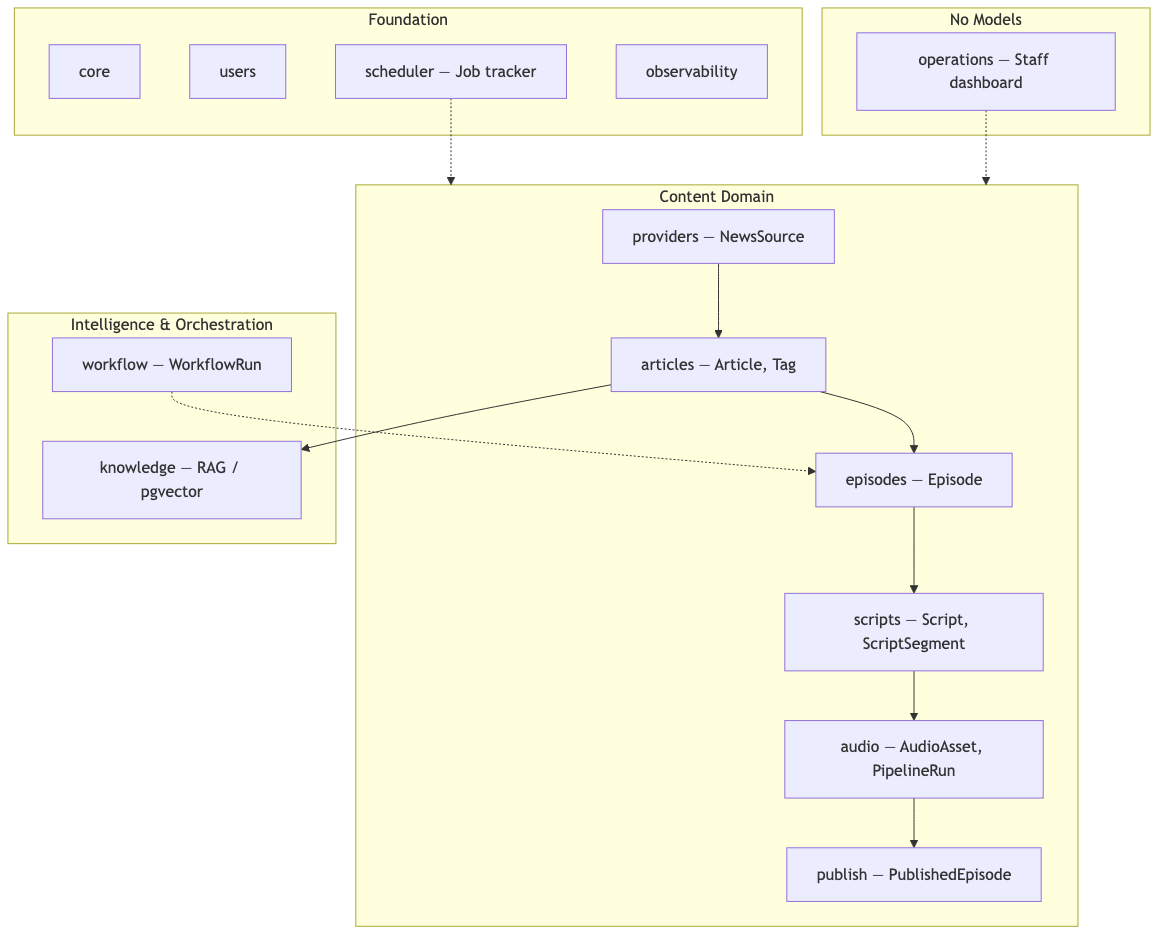 Foundation
core
users
scheduler — Job tracker
observability
No Models
operations — Staff
dashboard
Content Domain
providers — NewsSource
articles — Article, Tag
episodes — Episode
scripts — Script,
ScriptSegment
audio — AudioAsset,
PipelineRun
publish — PublishedEpisode
Intelligence & Orchestration
workflow — WorkflowRun
knowledge — RAG /
pgvector